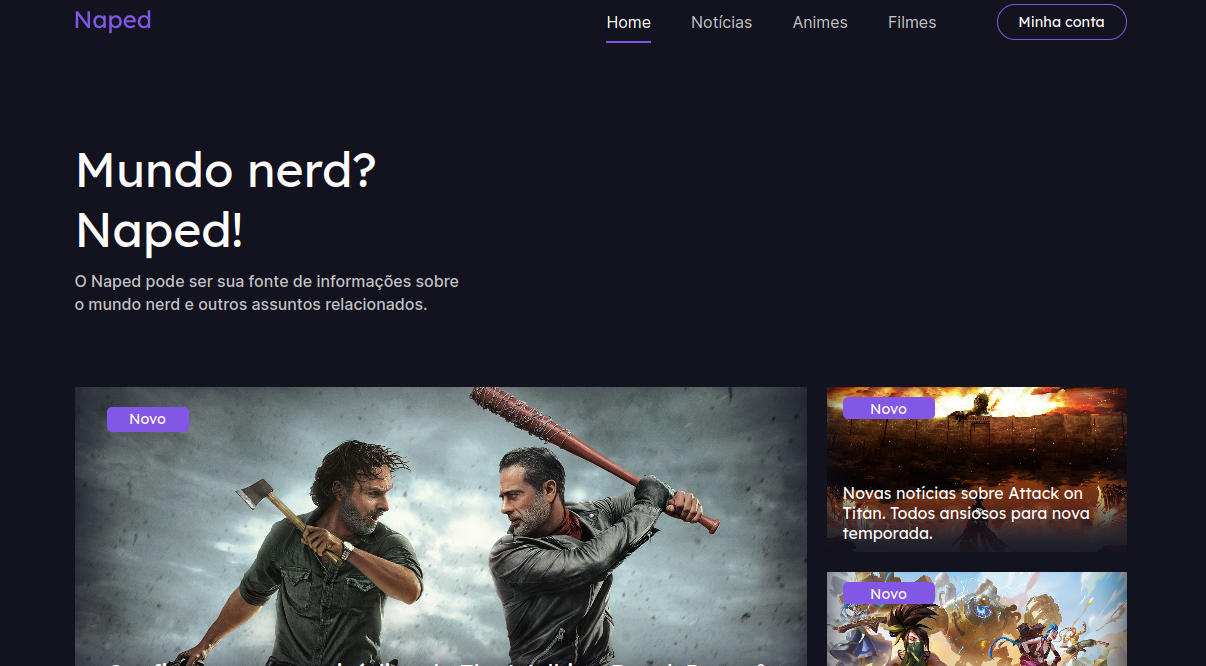 Naped
Home Notícias Animes Filmes Minha conta
Mundo nerd?
Naped!
O Naped pode ser sua fonte de informações sobre
o mundo nerd e outros assuntos relacionados.
Novo
Novo
Novas notícias sobre Attack on
Titan. Todos ansiosos para nova
temporada.
Novo